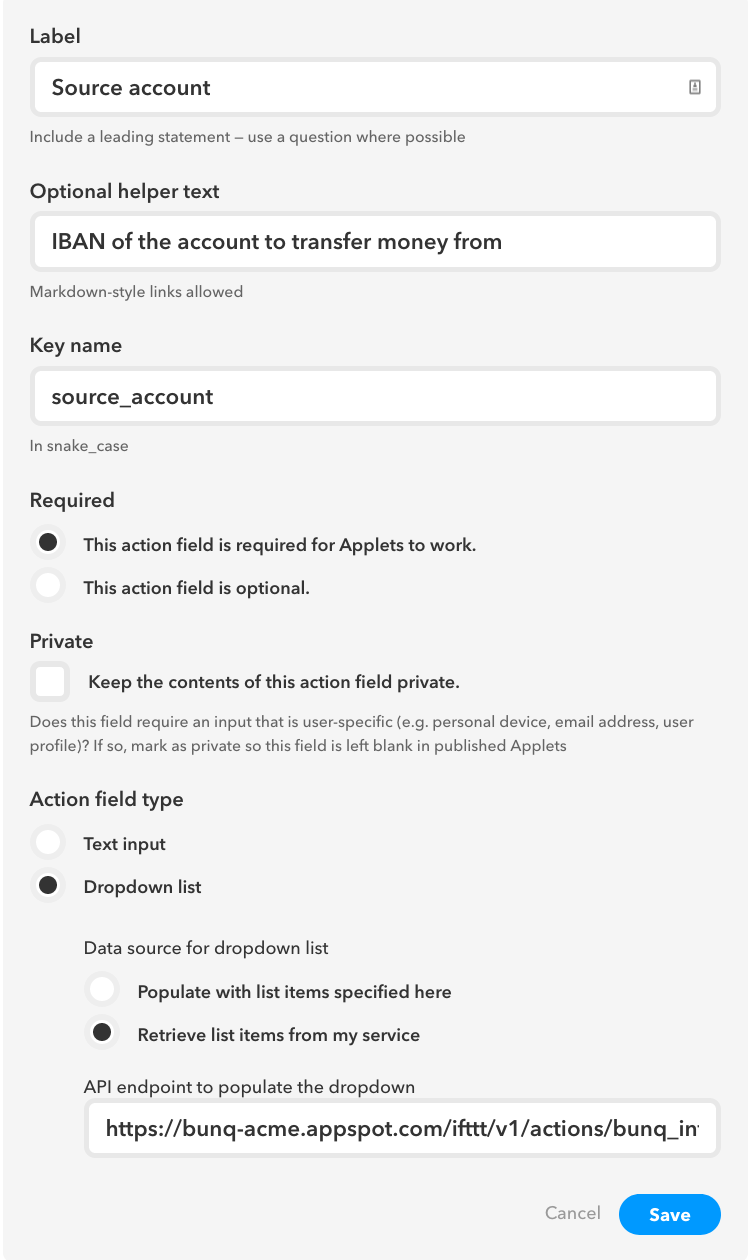 Label
Source account
Include a leading statement – use a question where possible
Optional helper text
IBAN of the account to transfer money from
Markdown-style links allowed
Key name
source_account
In snake_case
Required
This action field is required for Applets to work.
This action field is optional.
Private
Keep the contents of this action field private.
Does this field require an input that is user-specific (e.g. personal device, email address, user
profile)? If so, mark as private so this field is left blank in published Applets
Action field type
Text input
Dropdown list
Data source for dropdown list
Populate with list items specified here
Retrieve list items from my service
API endpoint to populate the dropdown
https://bunq-acme.appspot.com/ifttt/v1/actions/bunq_in
Cancel
Save